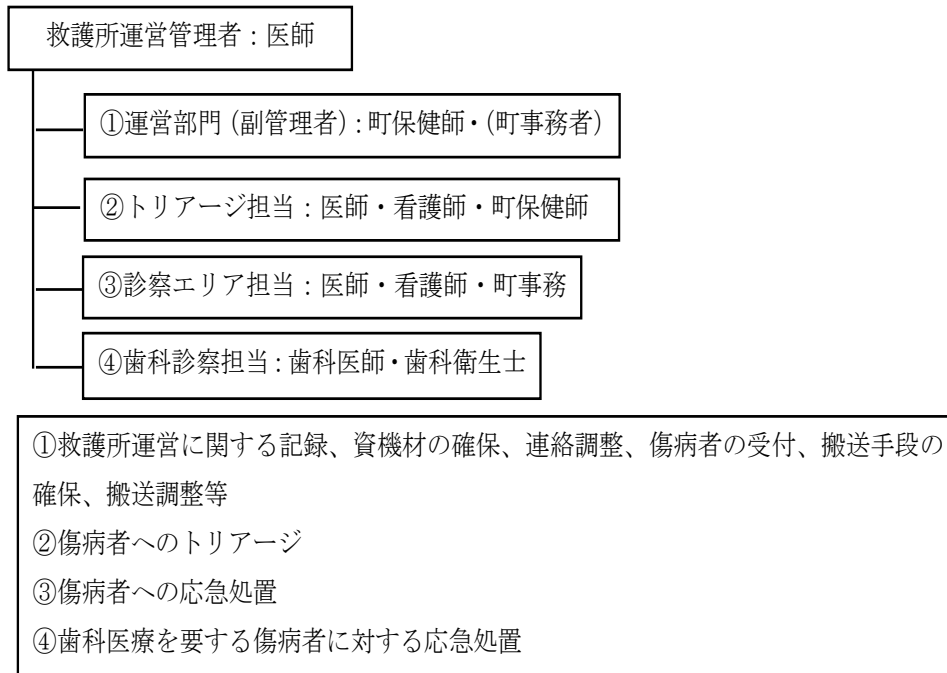 救護所運営管理者：医師
①運営部門（副管理者）：町保健師・（町事務者）
②トリアージ担当：医師・看護師・町保健師
③診察エリア担当：医師・看護師・町事務
④歯科診察担当：歯科医師・歯科衛生士
①救護所運営に関する記録、資機材の確保、連絡調整、傷病者の受付、搬送手段の
確保、搬送調整等
②傷病者へのトリアージ
③傷病者への応急処置
④歯科医療を要する傷病者に対する応急処置